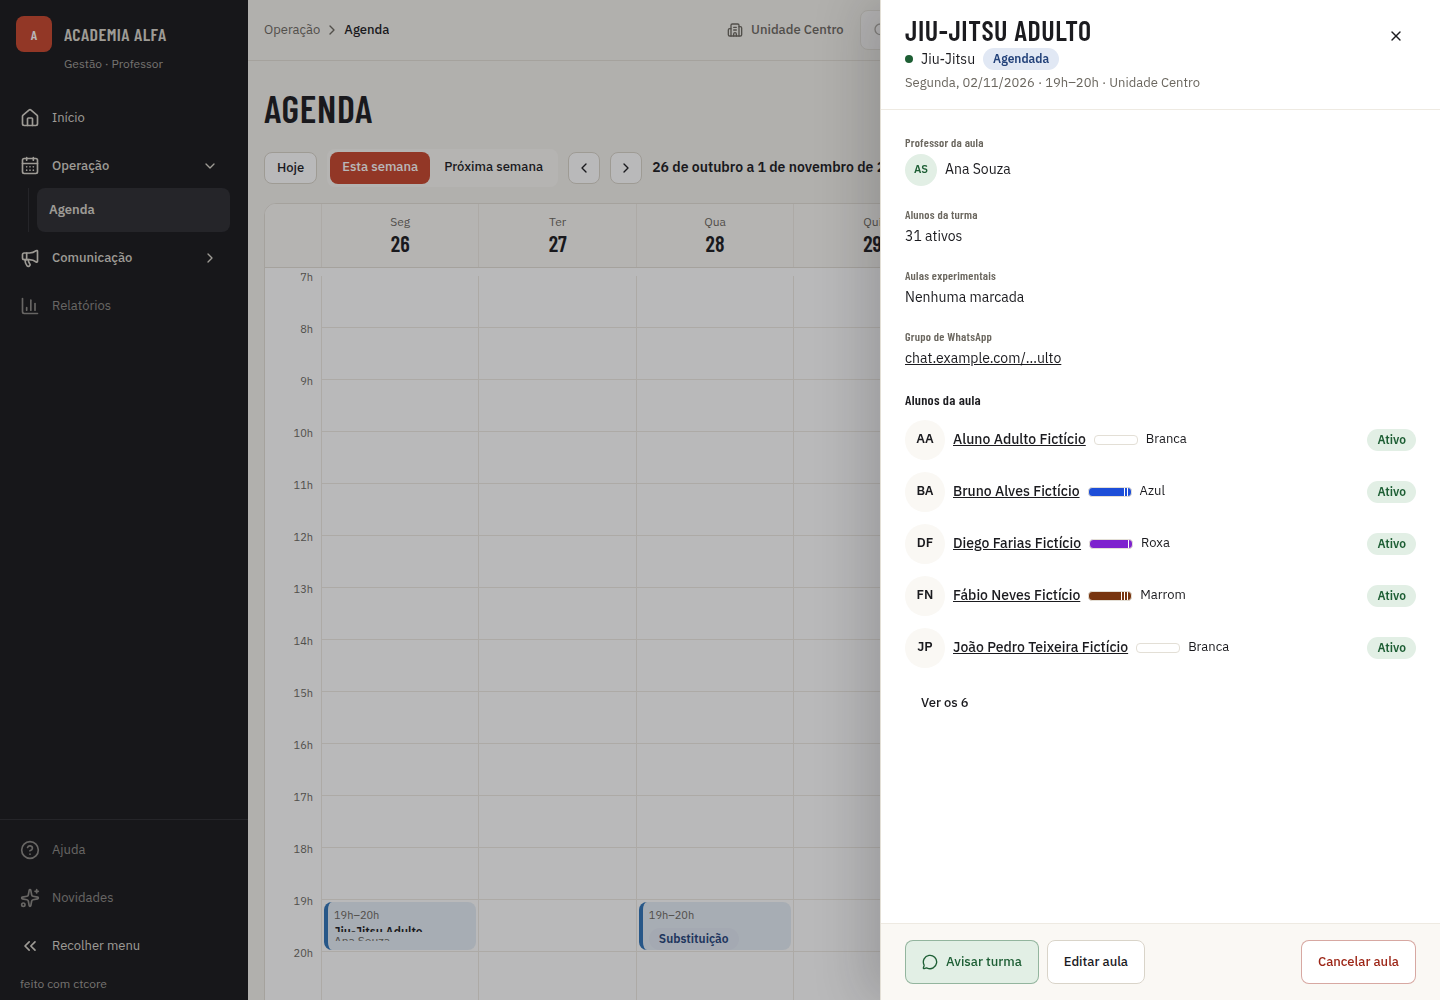 A
ACADEMIA ALFA
Gestão · Professor
Início
Operação
Agenda
Comunicação
Relatórios
Ajuda
Novidades
Recolher menu
feito com ctcore
Operação > Agenda
Unidade Centro
AGENDA
Hoje
Esta semana
Próxima semana
26 de outubro a 1 de novembro de
Seg
26
Ter
27
Qua
28
Qu
29
7h
8h
9h
10h
11h
12h
13h
14h
15h
16h
17h
18h
19h
20h
19h–20h
Jiu-Jitsu Adulto
Ana Souza
19h–20h
Substituição
JIU-JITSU ADULTO
Jiu-Jitsu
Agendada
Segunda, 02/11/2026 · 19h–20h · Unidade Centro
Professor da aula
AS
Ana Souza
Alunos da turma
31 ativos
Aulas experimentais
Nenhuma marcada
Grupo de WhatsApp
chat.example.com/…ulto
Alunos da aula
AA Aluno Adulto Fictício Branca Ativo
BA Bruno Alves Fictício Azul Ativo
DF Diego Farias Fictício Roxa Ativo
FN Fábio Neves Fictício Marrom Ativo
JP João Pedro Teixeira Fictício Branca Ativo
Ver os 6
Avisar turma
Editar aula
Cancelar aula